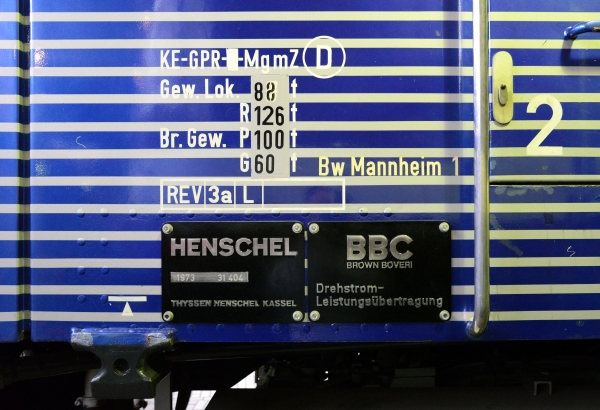 KE-GPR- -MgmZ D
Gew. Lok. 88 t
R 126 t
Br. Gew. P 100 t
G 60 t
Bw Mannheim 1
REV 3a L
2
HENSCHEL
1973 31 404
THYSSEN HENSCHEL KASSEL
BBC
BROWN BOVERI
Drehstrom-
Leistungsübertragung